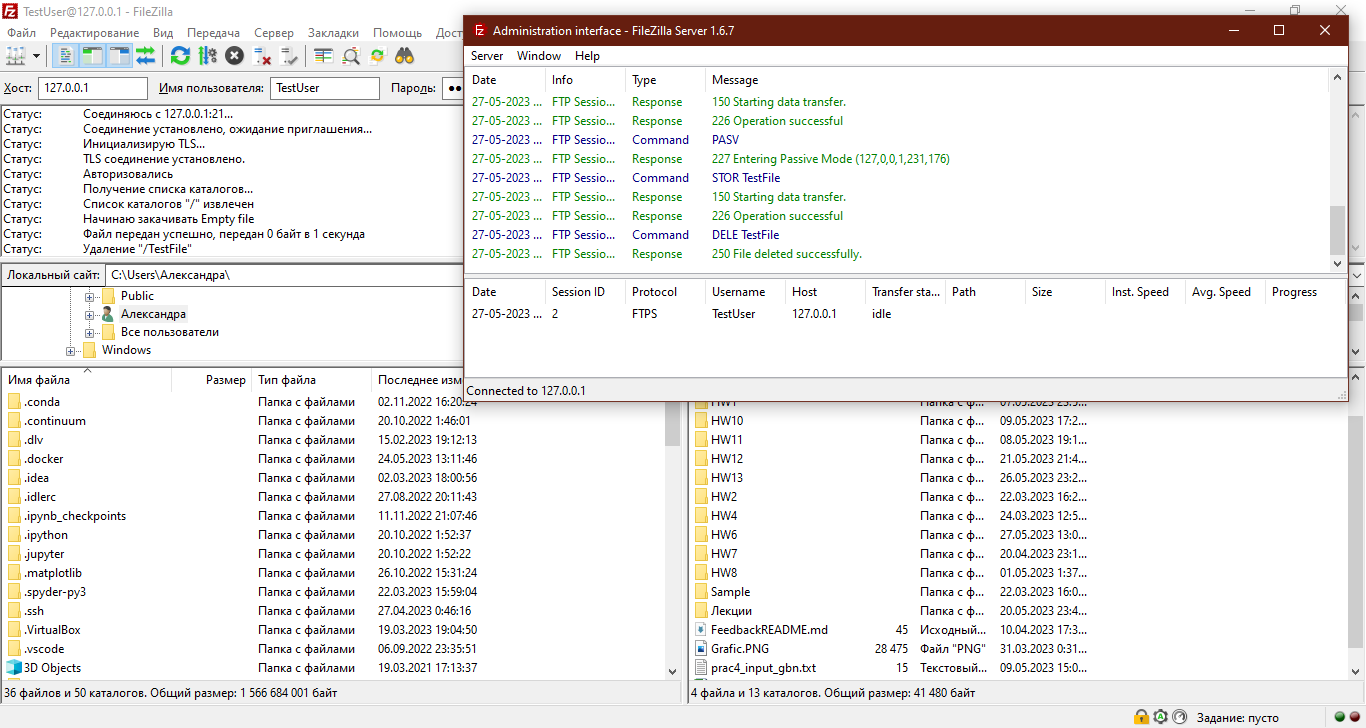 TestUser@127.0.0.1 - FileZilla
Файл Редактирование Вид Передача Сервер Закладки Помощь
Хост: 127.0.0.1 Имя пользователя: TestUser Пароль: ●●
Статус: Соединяюсь с 127.0.0.1:21...
Статус: Соединение установлено, ожидание приглашения...
Статус: Инициализирую TLS...
Статус: TLS соединение установлено.
Статус: Авторизовались
Статус: Получение списка каталогов...
Статус: Список каталогов "/" извлечен
Статус: Начинаю закачивать Empty file
Статус: Файл передан успешно, передан 0 байт в 1 секунда
Статус: Удаление "/TestFile"
Локальный сайт: C:\Users\Александра\
Public
Александра
Все пользователи
Windows
Имя файла Размер Тип файла Последнее изм
.conda Папка с файлами 02.11.2022 16:20:24
.continuum Папка с файлами 20.10.2022 1:46:01
.dlv Папка с файлами 15.02.2023 19:12:13
.docker Папка с файлами 24.05.2023 13:11:46
.idea Папка с файлами 02.03.2023 18:00:56
.idlerc Папка с файлами 27.08.2022 20:11:43
.ipynb_checkpoints Папка с файлами 11.11.2022 21:07:46
.ipython Папка с файлами 20.10.2022 1:52:37
.jupyter Папка с файлами 20.10.2022 1:52:22
.matplotlib Папка с файлами 26.10.2022 15:31:24
.spyder-py3 Папка с файлами 22.03.2023 15:59:04
.ssh Папка с файлами 27.04.2023 0:46:16
.VirtualBox Папка с файлами 19.03.2023 19:04:50
.vscode Папка с файлами 06.09.2022 23:35:51
3D Objects Папка с файлами 19.03.2021 17:13:37
36 файлов и 50 каталогов. Общий размер: 1 566 684 001 байт
Administration interface - FileZilla Server 1.6.7
Server Window Help
Date Info Type Message
27-05-2023 ... FTP Sessio... Response 150 Starting data transfer.
27-05-2023 ... FTP Sessio... Response 226 Operation successful
27-05-2023 ... FTP Sessio... Command PASV
27-05-2023 ... FTP Sessio... Response 227 Entering Passive Mode (127,0,0,1,231,176)
27-05-2023 ... FTP Sessio... Command STOR TestFile
27-05-2023 ... FTP Sessio... Response 150 Starting data transfer.
27-05-2023 ... FTP Sessio... Response 226 Operation successful
27-05-2023 ... FTP Sessio... Command DELE TestFile
27-05-2023 ... FTP Sessio... Response 250 File deleted successfully.
Date Session ID Protocol Username Host Transfer sta... Path Size Inst. Speed Avg. Speed Progress
27-05-2023 ... 2 FTPS TestUser 127.0.0.1 idle
Connected to 127.0.0.1
HW1 Папка с ф...
HW10 Папка с ф... 09.05.2023 17:2...
HW11 Папка с ф... 08.05.2023 19:1...
HW12 Папка с ф... 21.05.2023 21:4...
HW13 Папка с ф... 26.05.2023 23:2...
HW2 Папка с ф... 22.03.2023 16:2...
HW4 Папка с ф... 24.03.2023 12:5...
HW6 Папка с ф... 27.05.2023 13:0...
HW7 Папка с ф... 20.04.2023 23:1...
HW8 Папка с ф... 01.05.2023 1:37...
Sample Папка с ф... 22.03.2023 16:0...
Лекции Папка с ф... 20.05.2023 23:4...
FeedbackREADME.md 45 Исходный... 10.04.2023 17:3...
Grafic.PNG 28 475 Файл "PNG" 31.03.2023 0:31...
prac4_input_gbn.txt 15 Текстовый... 09.05.2023 15:0...
4 файла и 13 каталогов. Общий размер: 41 480 байт
Задание: пусто